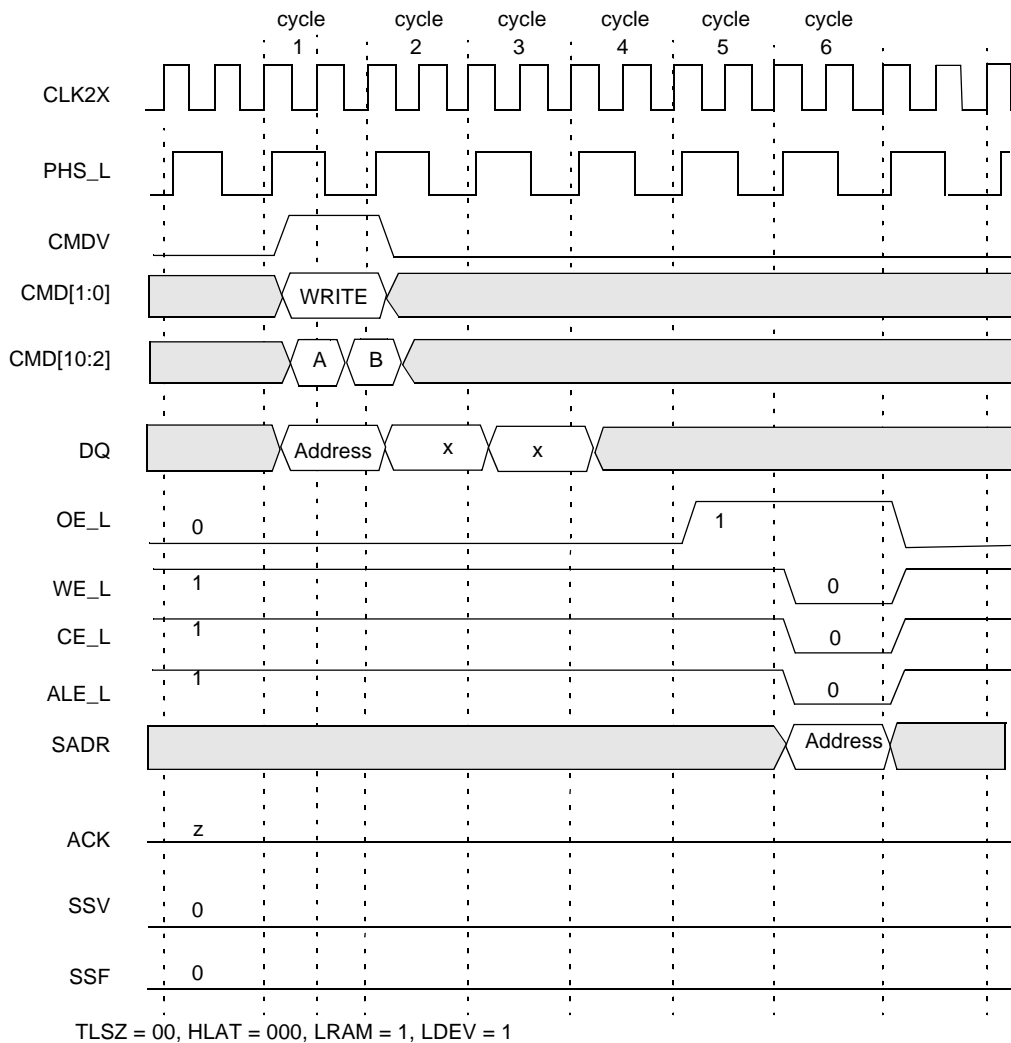 cycle cycle cycle cycle cycle cycle
1 2 3 4 5 6
CLK2X
PHS_L
CMDV
CMD[1:0] WRITE
CMD[10:2] A B
DQ Address x x
OE_L 0 1
WE_L 1 0
CE_L 1 0
ALE_L 1 0
SADR Address
ACK z
SSV 0
SSF 0
TLSZ = 00, HLAT = 000, LRAM = 1, LDEV = 1